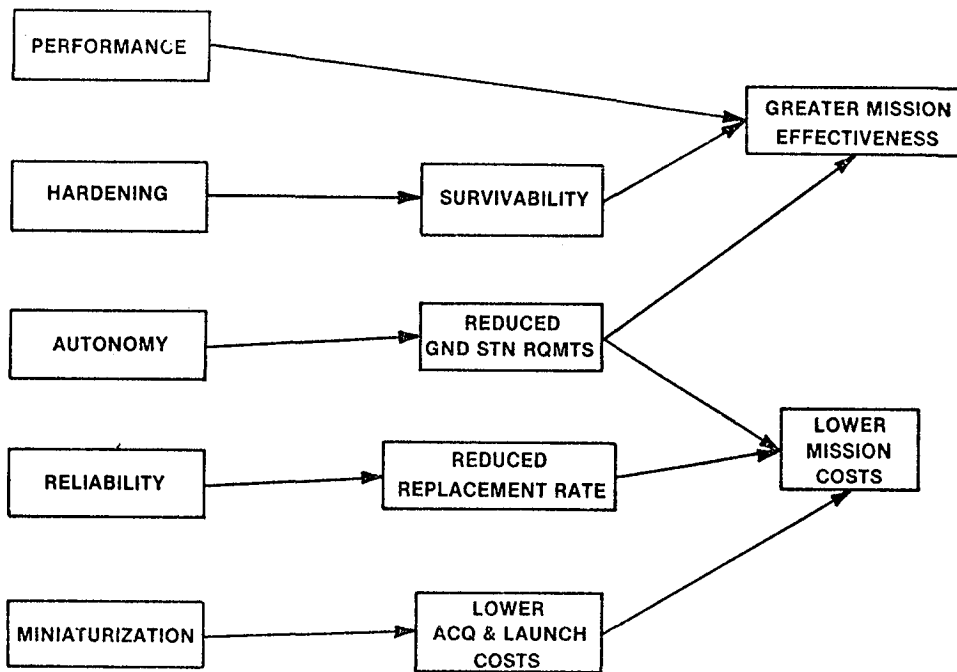 PERFORMANCE
GREATER MISSION
EFFECTIVENESS
HARDENING
SURVIVABILITY
AUTONOMY
REDUCED
GND STN RQMTS
LOWER
MISSION
COSTS
RELIABILITY
REDUCED
REPLACEMENT RATE
MINIATURIZATION
LOWER
ACQ & LAUNCH
COSTS